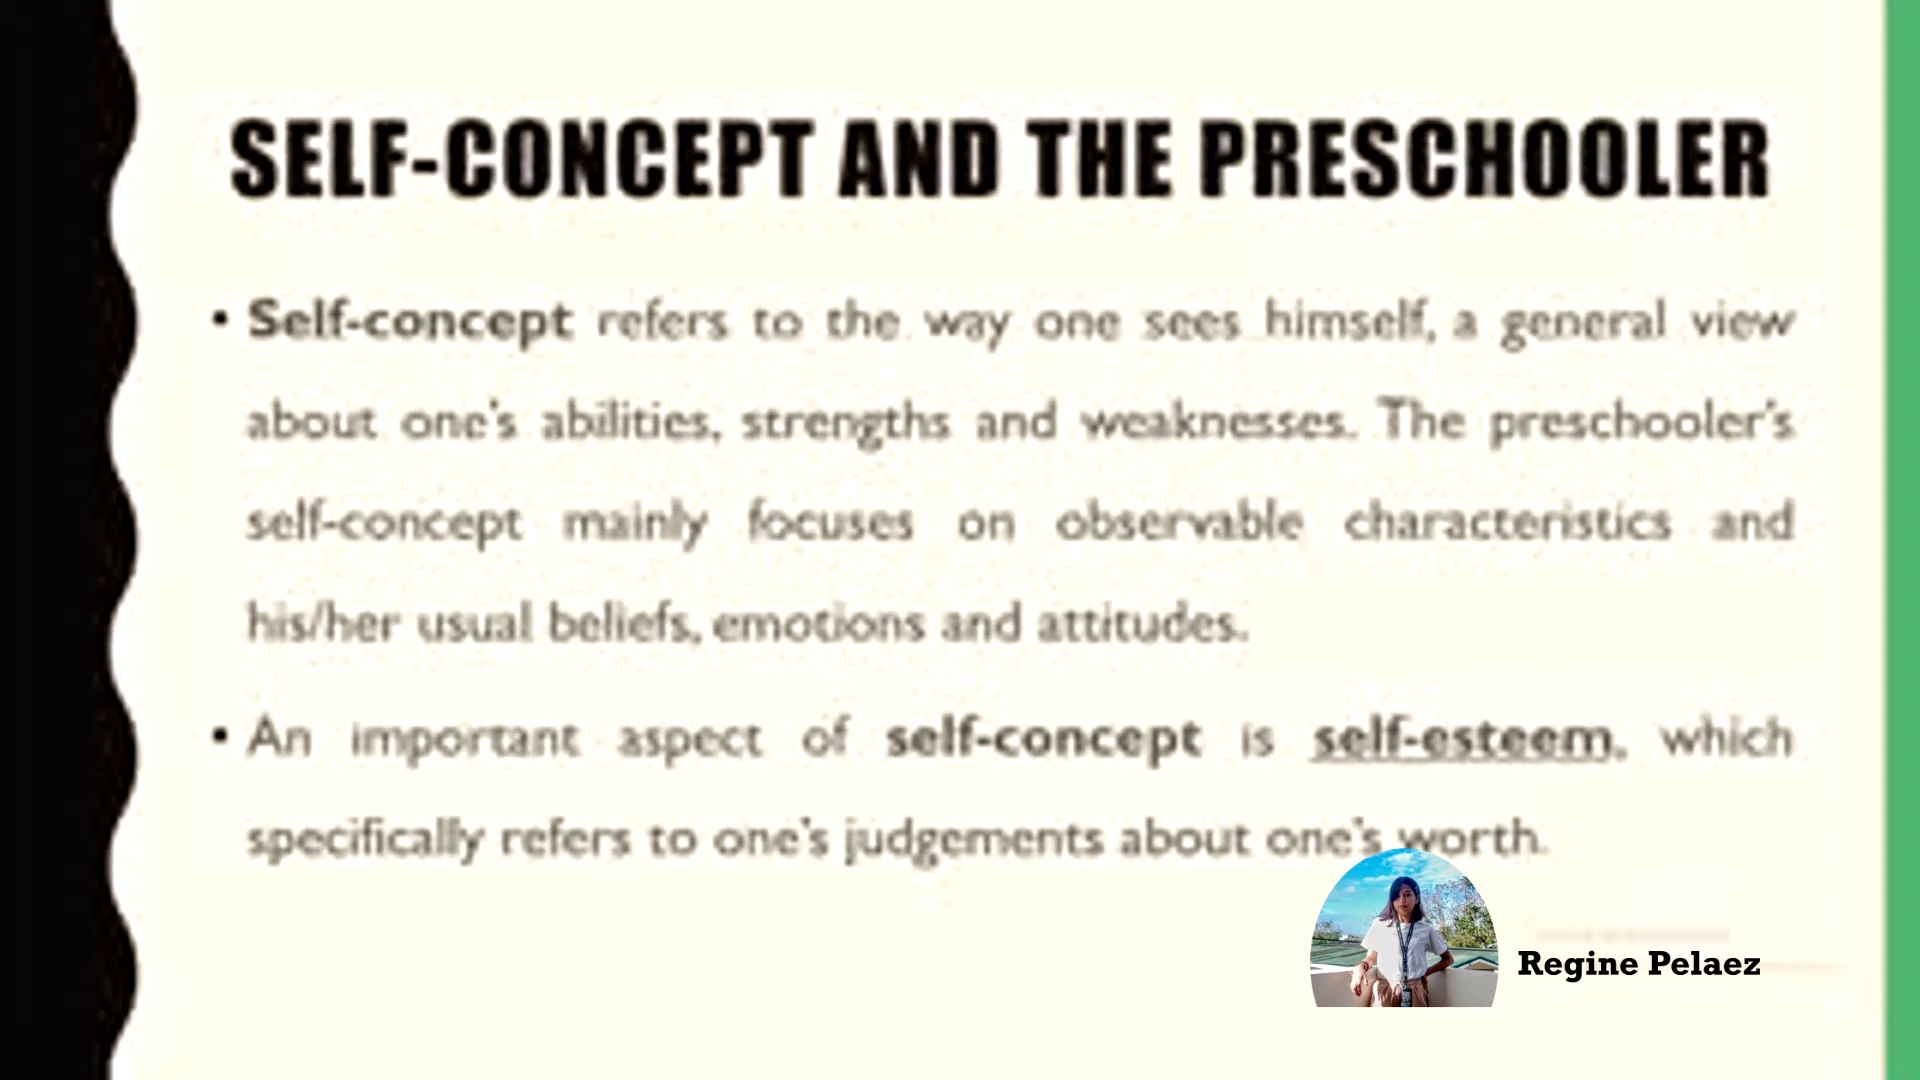 SELF-CONCEPT AND THE PRESCHOOLER
• Self-concept refers to the way one sees himself, a general view
about one's abilities, strengths and weaknesses. The preschooler's
self-concept mainly focuses on observable characteristics and
his/her usual beliefs, emotions and attitudes.
• An important aspect of self-concept is self-esteem, which
specifically refers to one's judgements about one's worth.
Regine Pelaez